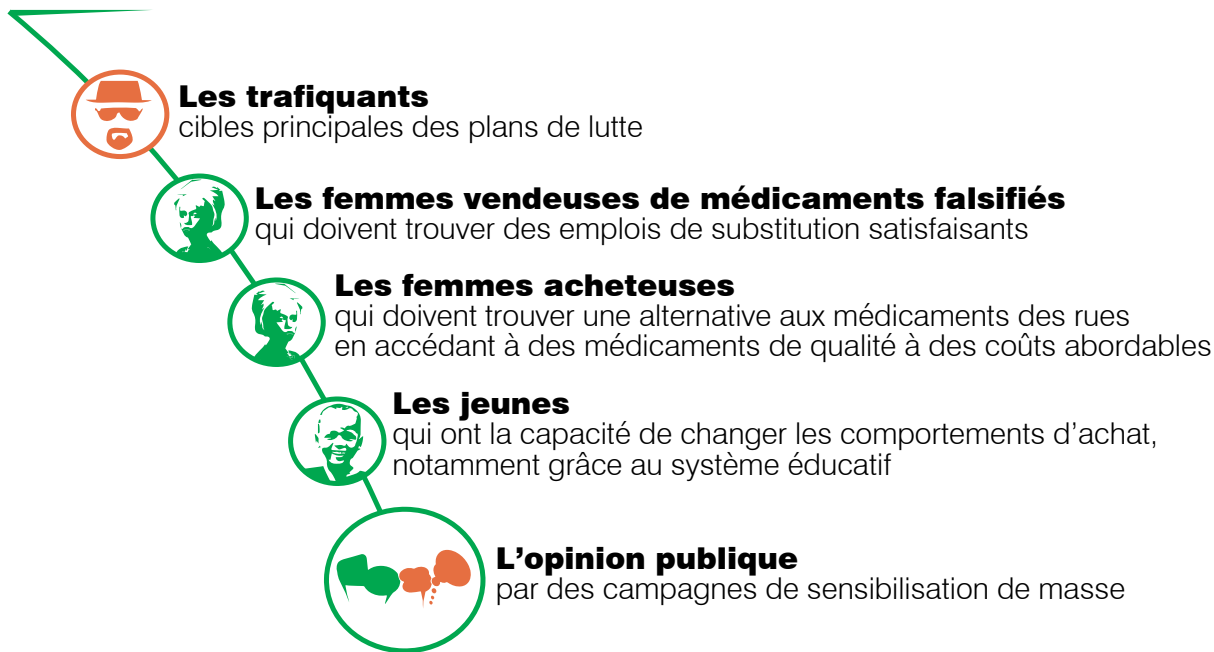 Les trafiquants
cibles principales des plans de lutte
Les femmes vendeuses de médicaments falsifiés
qui doivent trouver des emplois de substitution satisfaisants
Les femmes acheteuses
qui doivent trouver une alternative aux médicaments des rues
en accédant à des médicaments de qualité à des coûts abordables
Les jeunes
qui ont la capacité de changer les comportements d’achat,
notamment grâce au système éducatif
L’opinion publique
par des campagnes de sensibilisation de masse